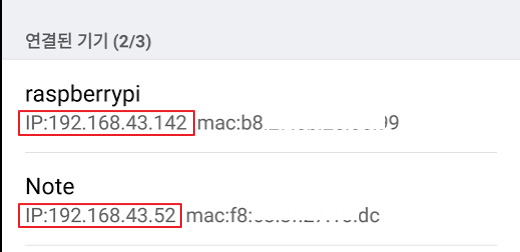 연결된 기기 (2/3)
raspberrypi
IP:192.168.43.142 mac:b8
Note
IP:192.168.43.52 mac:f8: dc